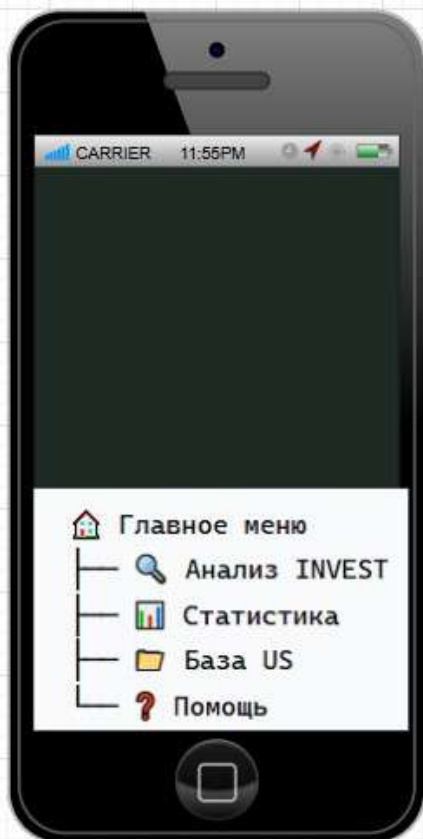 CARRIER 11:55PM
Главное меню
Анализ INVEST
Статистика
База US
Помощь